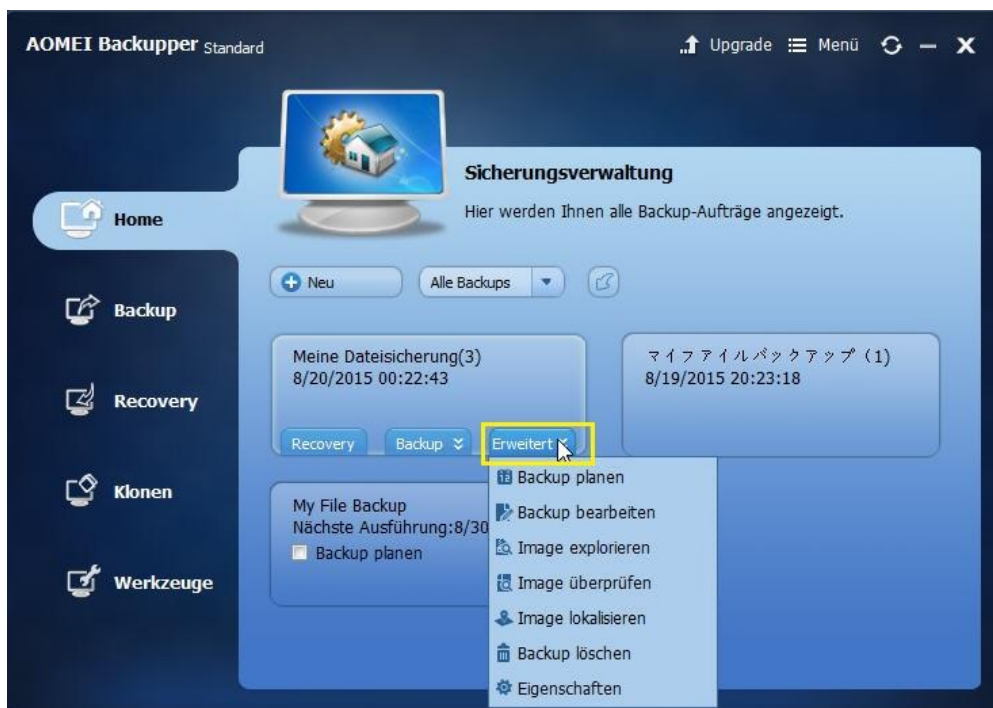 AOMEI Backupper Standard
Upgrade Menü
Sicherungsverwaltung
Hier werden Ihnen alle Backup-Aufträge angezeigt.
Home
Backup
Recovery
Klonen
Werkzeuge
Neu
Alle Backups
Meine Dateisicherung(3)
8/20/2015 00:22:43
Recovery Backup Erweitert
マイファイルバックアップ (1)
8/19/2015 20:23:18
My File Backup
Nächste Ausführung:8/30
Backup planen
Backup planen
Backup bearbeiten
Image explorieren
Image überprüfen
Image lokalisieren
Backup löschen
Eigenschaften